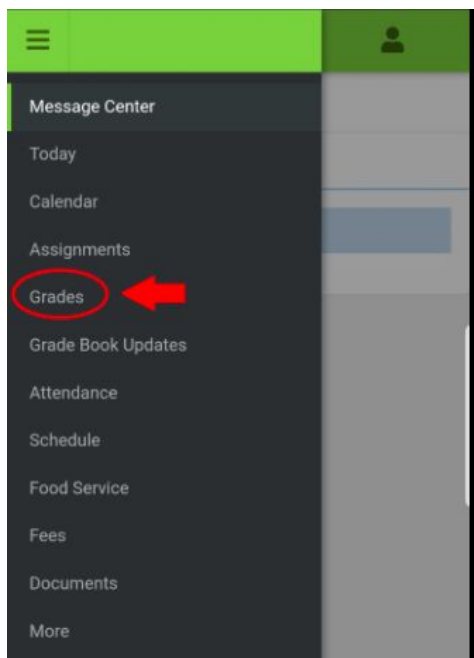 Message Center
Today
Calendar
Assignments
Grades
Grade Book Updates
Attendance
Schedule
Food Service
Fees
Documents
More